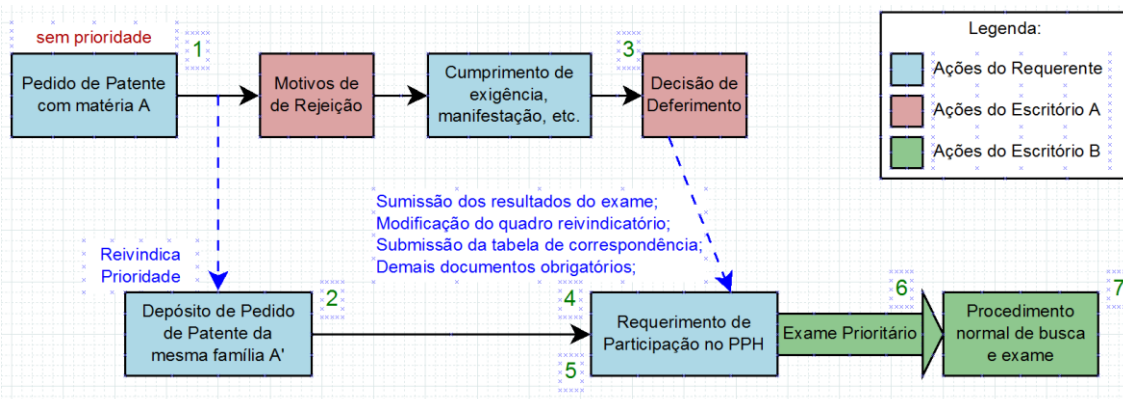 sem prioridade
1
Pedido de Patente
com matéria A
Motivos de
de Rejeição
Cumprimento de
exigência,
manifestação, etc.
3
Decisão de
Deferimento
Legenda:
Ações do Requerente
Ações do Escritório A
Ações do Escritório B
Sumissão dos resultados do exame;
Modificação do quadro reivindicatório;
Submissão da tabela de correspondência;
Demais documentos obrigatórios;
Reivindica
Prioridade
Depósito de Pedido
de Patente da
mesma família A'
2
4
5
Requerimento de
Participação no PPH
Exame Prioritário
6
7
Procedimento
normal de busca
e exame